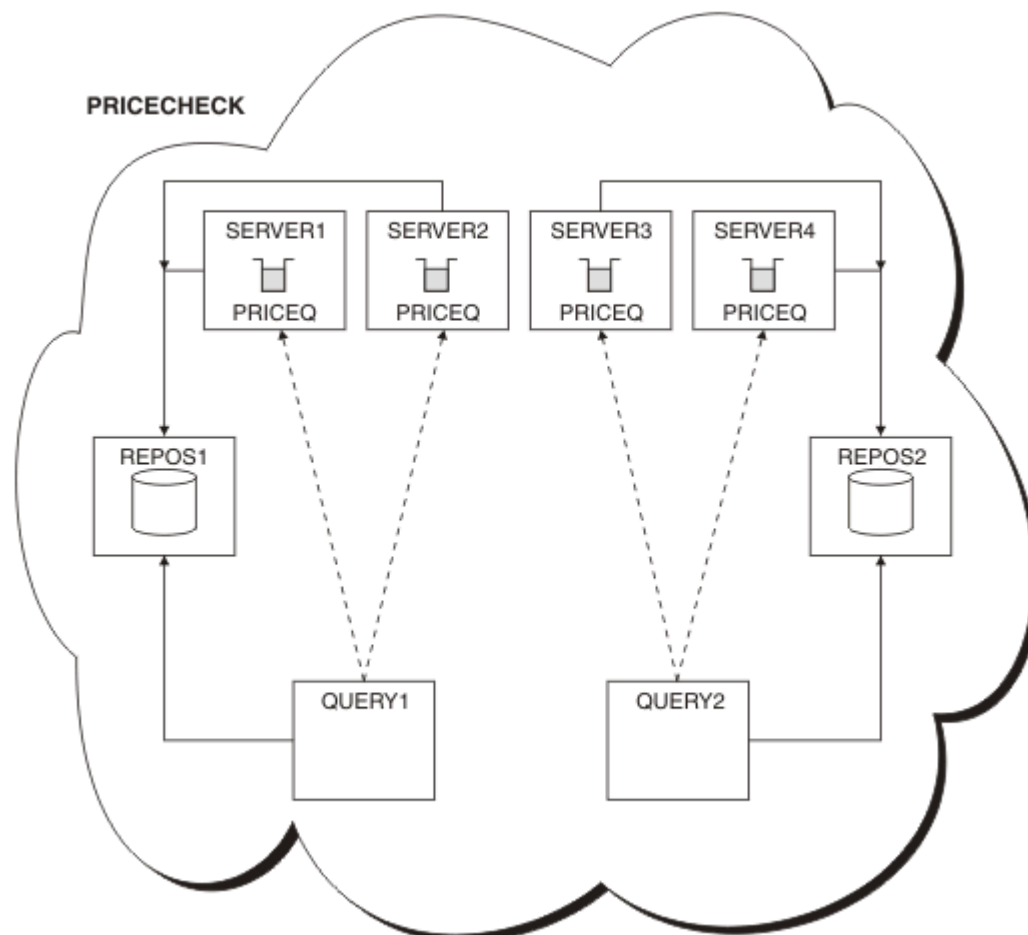 PRICECHECK
SERVER1
SERVER2
SERVER3
SERVER4
PRICEQ
PRICEQ
PRICEQ
PRICEQ
REPOS1
REPOS2
QUERY1
QUERY2